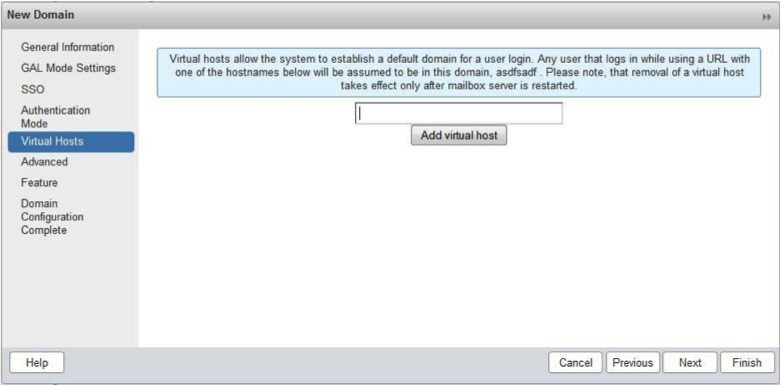 New Domain
General Information
GAL Mode Settings
SSO
Authentication
Mode
Virtual Hosts
Advanced
Feature
Domain
Configuration
Complete
Virtual hosts allow the system to establish a default domain for a user login. Any user that logs in while using a URL with
one of the hostnames below will be assumed to be in this domain, asdfsadf . Please note, that removal of a virtual host
takes effect only after mailbox server is restarted.
Add virtual host
Help
Cancel
Previous
Next
Finish